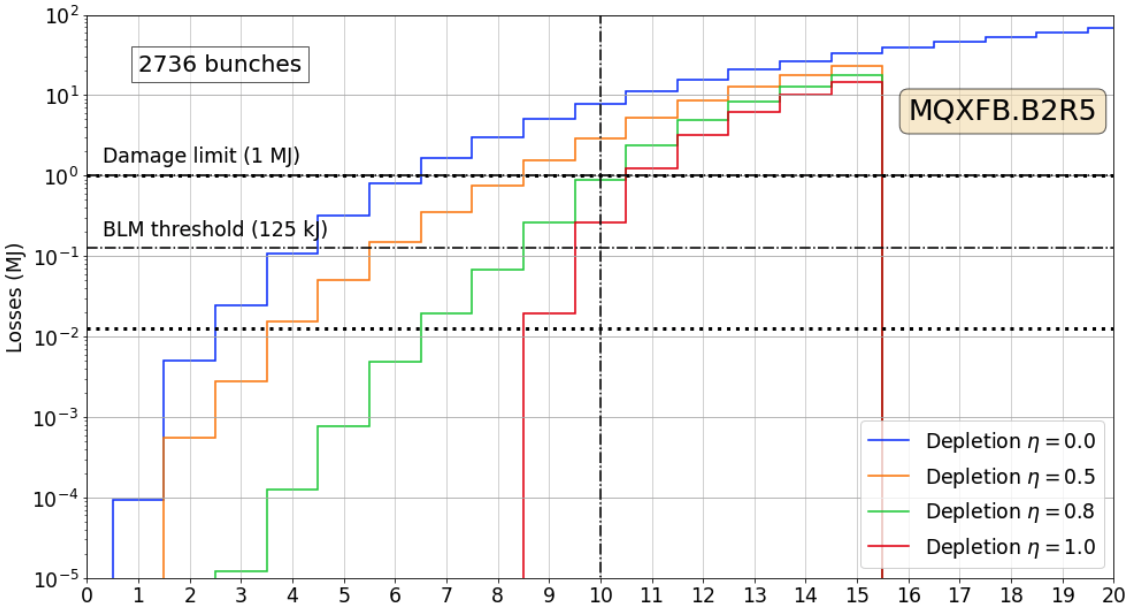 10²
10¹
10⁰
10⁻¹
10⁻²
10⁻³
10⁻⁴
10⁻⁵
Losses (MJ)
2736 bunches
MQXFB.B2R5
Damage limit (1 MJ)
BLM threshold (125 kJ)
Depletion η = 0.0
Depletion η = 0.5
Depletion η = 0.8
Depletion η = 1.0
0 1 2 3 4 5 6 7 8 9 10 11 12 13 14 15 16 17 18 19 20